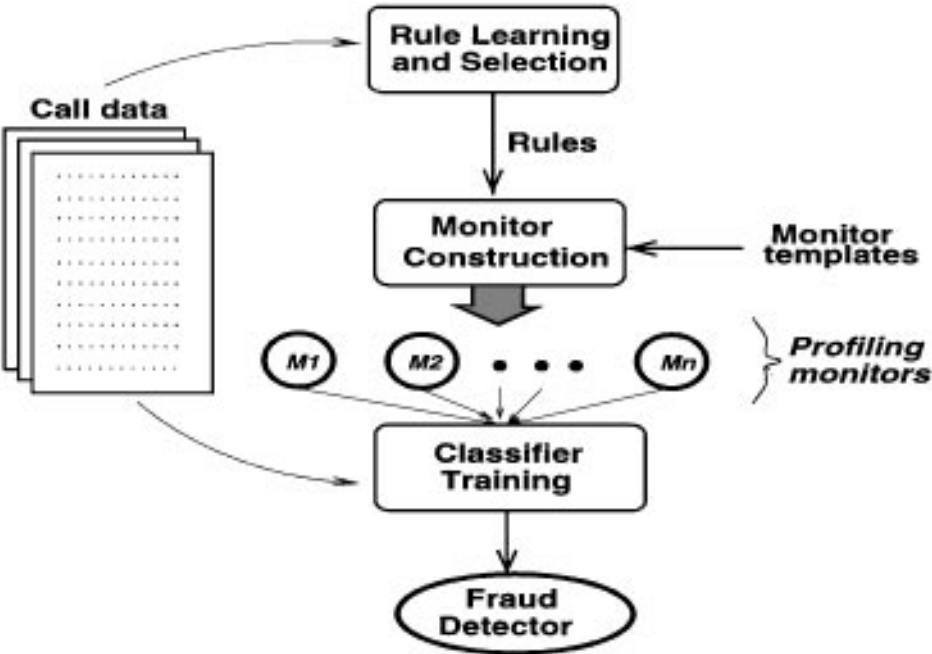 Rule Learning
and Selection
Call data
Rules
Monitor
Construction
Monitor
templates
M1
M2
Mn
Profiling
monitors
Classifier
Training
Fraud
Detector